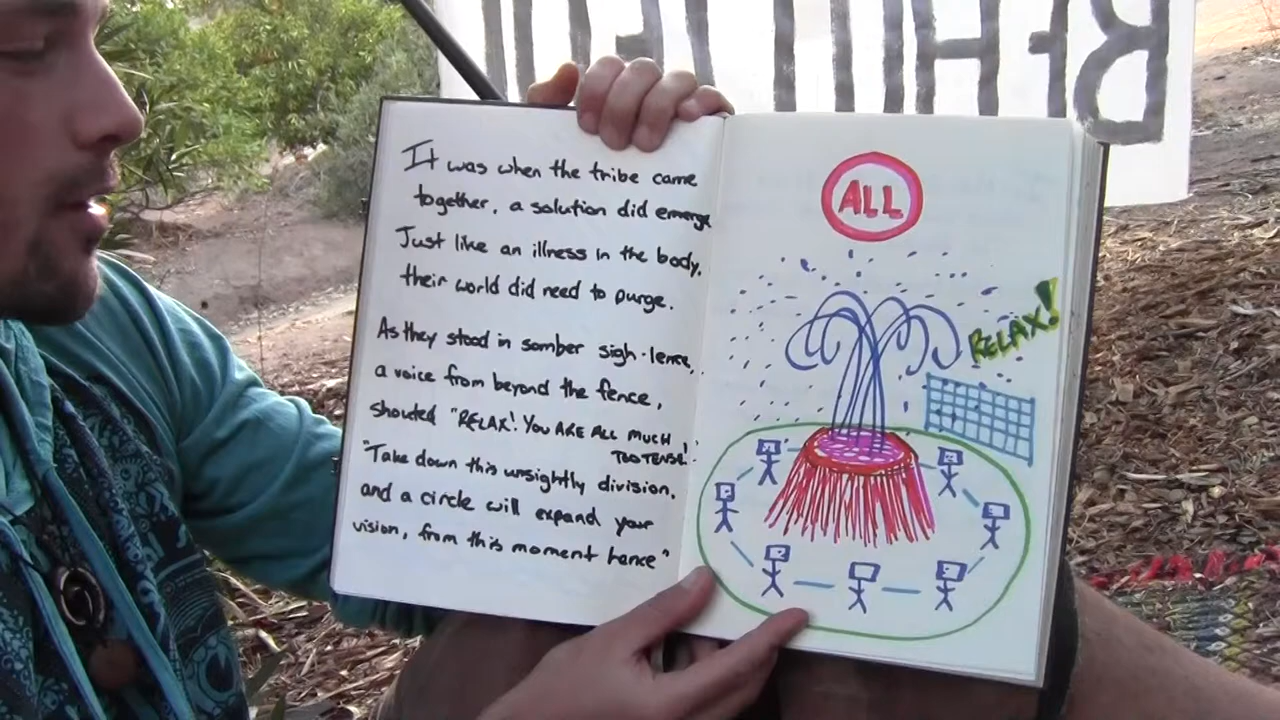 It was when the tribe came
together, a solution did emerge
Just like an illness in the body,
their world did need to purge.
As they stood in somber sigh·lence,
a voice from beyond the fence,
shouted "RELAX! YOU ARE ALL MUCH
TOO TENSE!"
"Take down this unsightly division,
and a circle will expand your
vision, from this moment hence"
ALL
RELAX!